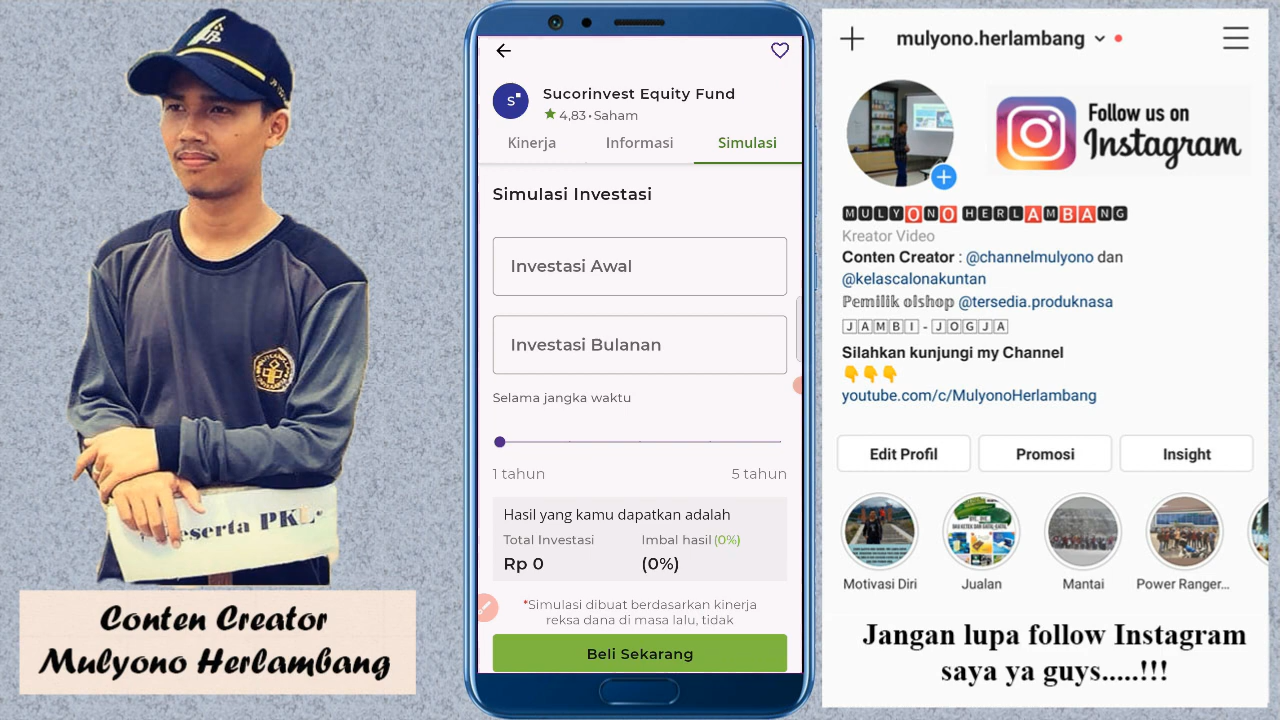 eserta PKL
Conten Creator
Mulyono Herlambang
S
Sucorinvest Equity Fund
4,83 • Saham
Kinerja
Informasi
Simulasi
Simulasi Investasi
Investasi Awal
Investasi Bulanan
Selama jangka waktu
1 tahun
5 tahun
Hasil yang kamu dapatkan adalah
Total Investasi
Imbal hasil (0%)
Rp 0
(0%)
*Simulasi dibuat berdasarkan kinerja
reksa dana di masa lalu, tidak
Beli Sekarang
mulyono.herlambang
Follow us on
Instagram
MULYONO HERLAMBANG
Kreator Video
Conten Creator : @channelmulyono dan
@kelascalonakuntan
Pemilik olshop @tersedia.produknasa
JAMBI - JOGJA
Silahkan kunjungi my Channel
👇👇👇
youtube.com/c/MulyonoHerlambang
Edit Profil
Promosi
Insight
Motivasi Diri
Jualan
Mantai
Power Ranger...
Jangan lupa follow Instagram
saya ya guys.....!!!